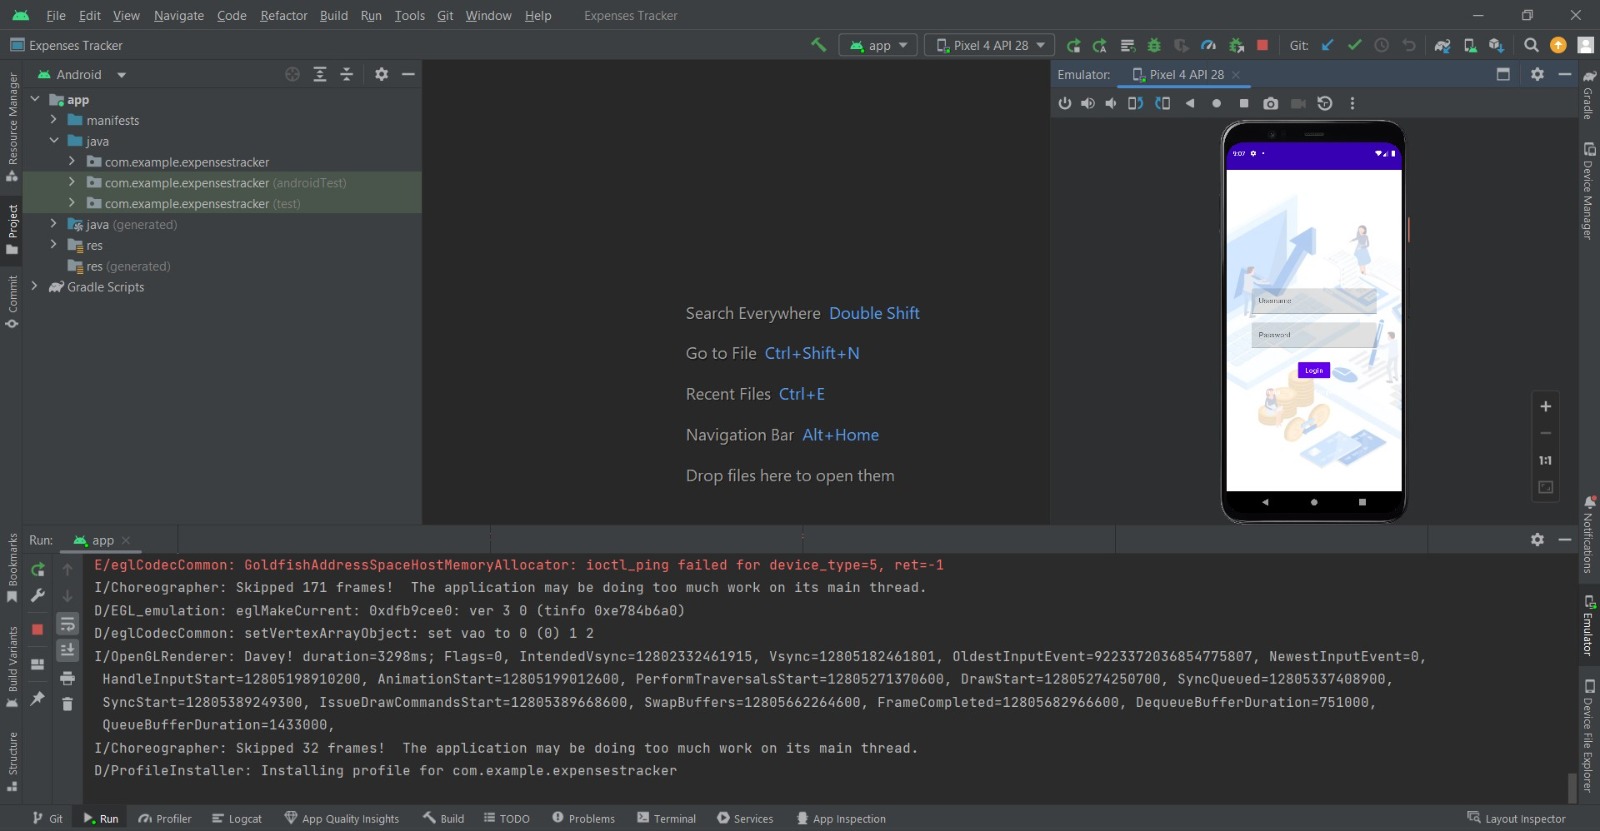 File Edit View Navigate Code Refactor Build Run Tools Git Window Help Expenses Tracker
Expenses Tracker
app
Pixel 4 API 28
Git:
Android
Emulator:
Pixel 4 API 28
app
manifests
java
com.example.expensestracker
com.example.expensestracker (androidTest)
com.example.expensestracker (test)
java (generated)
res
res (generated)
Gradle Scripts
Resource Manager
Project
Commit
Bookmarks
Build Variants
Structure
Search Everywhere Double Shift
Go to File Ctrl+Shift+N
Recent Files Ctrl+E
Navigation Bar Alt+Home
Drop files here to open them
9:07
Username
Password
Login
1:1
Gradle
Device Manager
Notifications
Emulator
Device File Explorer
Run: app
E/eglCodecCommon: GoldfishAddressSpaceHostMemoryAllocator: ioctl_ping failed for device_type=5, ret=-1
I/Choreographer: Skipped 171 frames!  The application may be doing too much work on its main thread.
D/EGL_emulation: eglMakeCurrent: 0xdfb9cee0: ver 3 0 (tinfo 0xe784b6a0)
D/eglCodecCommon: setVertexArrayObject: set vao to 0 (0) 1 2
I/OpenGLRenderer: Davey! duration=3298ms; Flags=0, IntendedVsync=12802332461915, Vsync=12805182461801, OldestInputEvent=9223372036854775807, NewestInputEvent=0,
HandleInputStart=12805198910200, AnimationStart=12805199012600, PerformTraversalsStart=12805271370600, DrawStart=12805274250700, SyncQueued=12805337408900,
SyncStart=12805389249300, IssueDrawCommandsStart=12805389668600, SwapBuffers=12805662264600, FrameCompleted=12805682966600, DequeueBufferDuration=751000,
QueueBufferDuration=1433000,
I/Choreographer: Skipped 32 frames!  The application may be doing too much work on its main thread.
D/ProfileInstaller: Installing profile for com.example.expensestracker
Git Run Profiler Logcat App Quality Insights Build TODO Problems Terminal Services App Inspection Layout Inspector